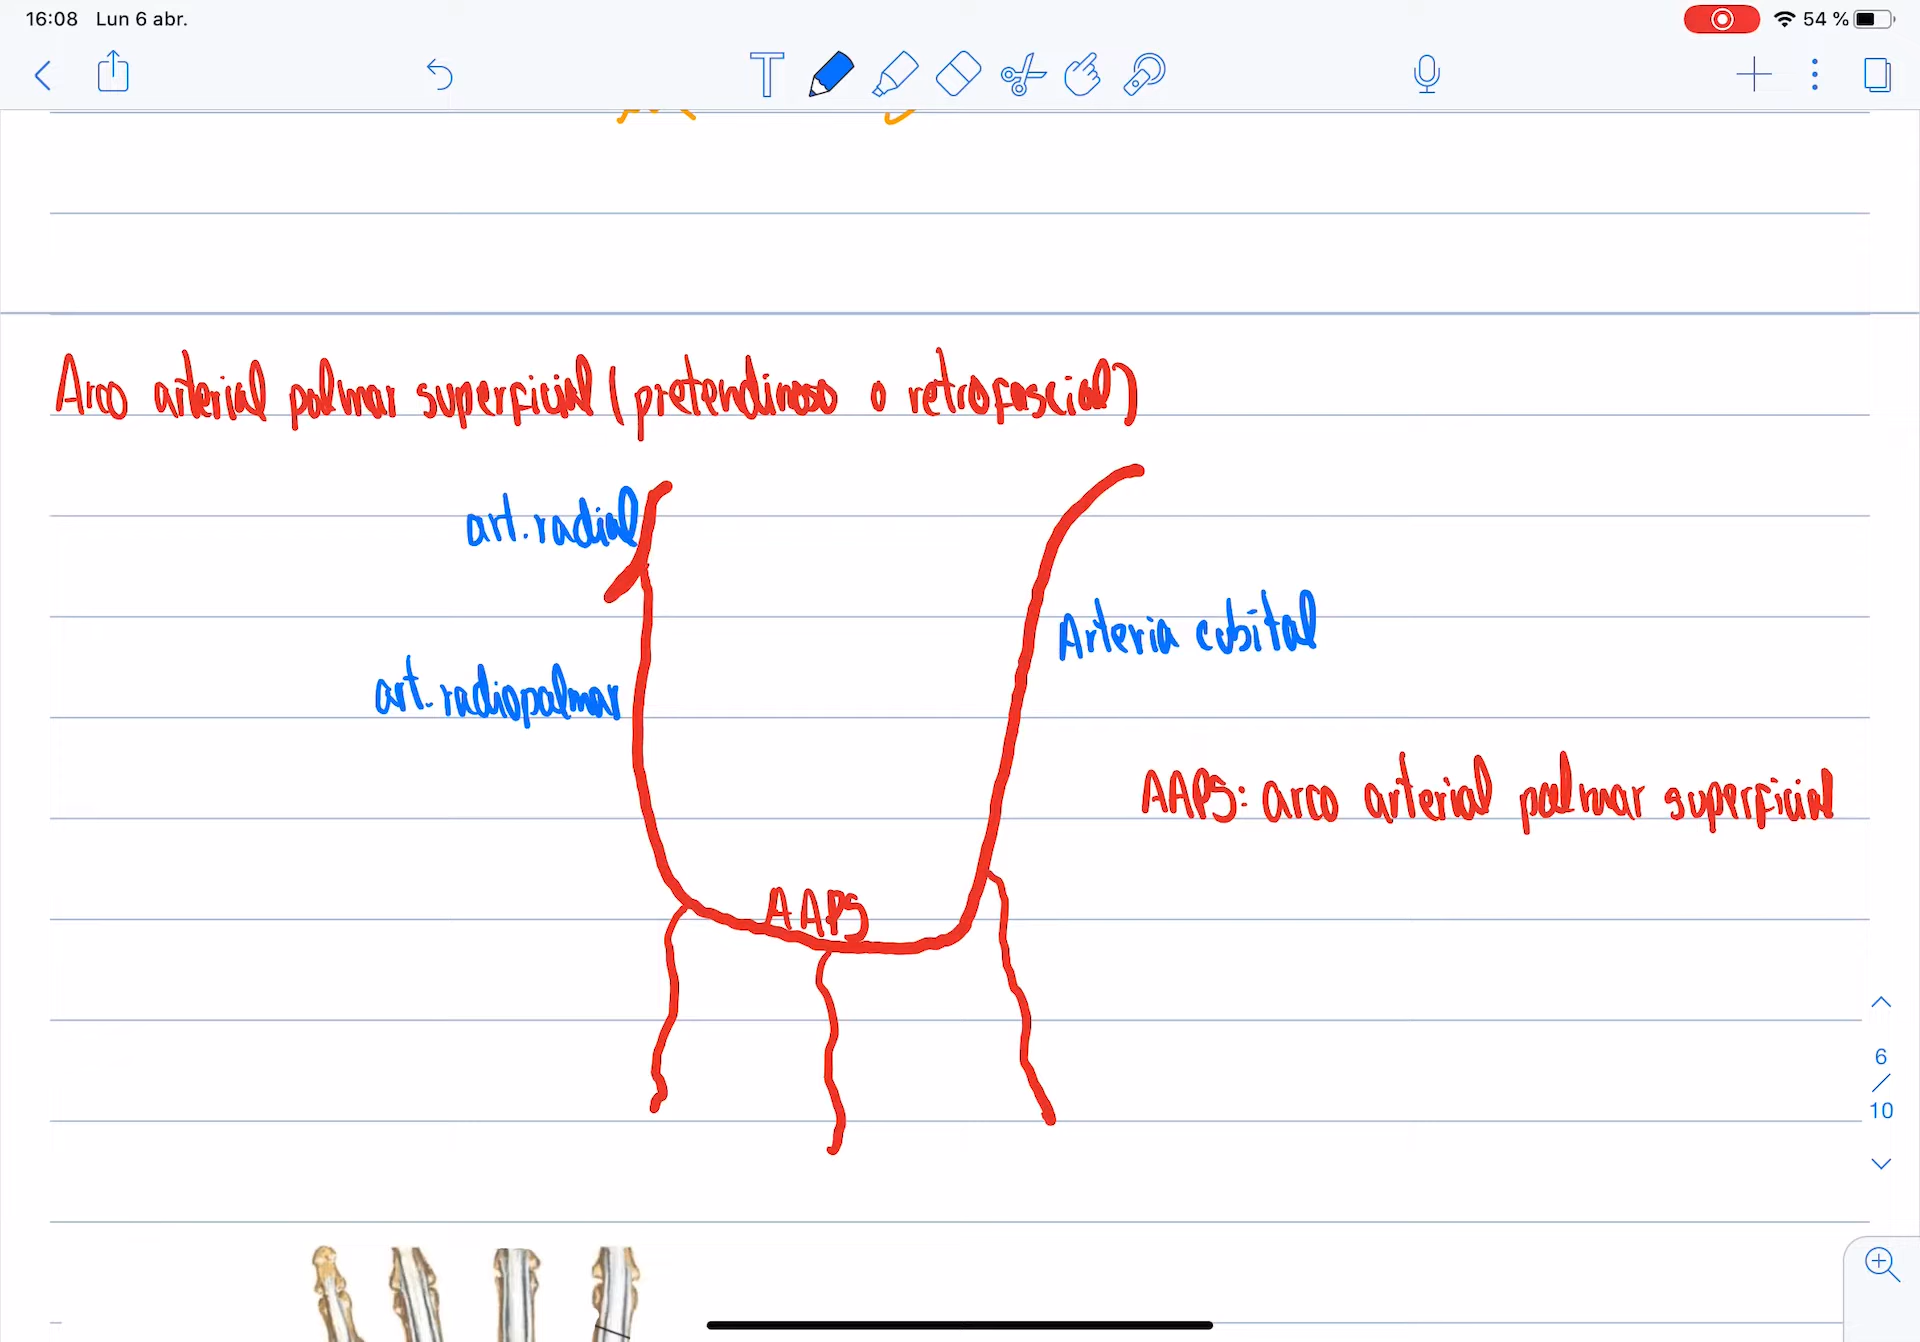 16:08 Lun 6 abr.
54 %
Arco arterial palmar superficial (pretendinoso o retrofascial)
art. radial
Arteria cubital
art. radiopalmar
AAPS: arco arterial palmar superficial
AAPS
6
/
10